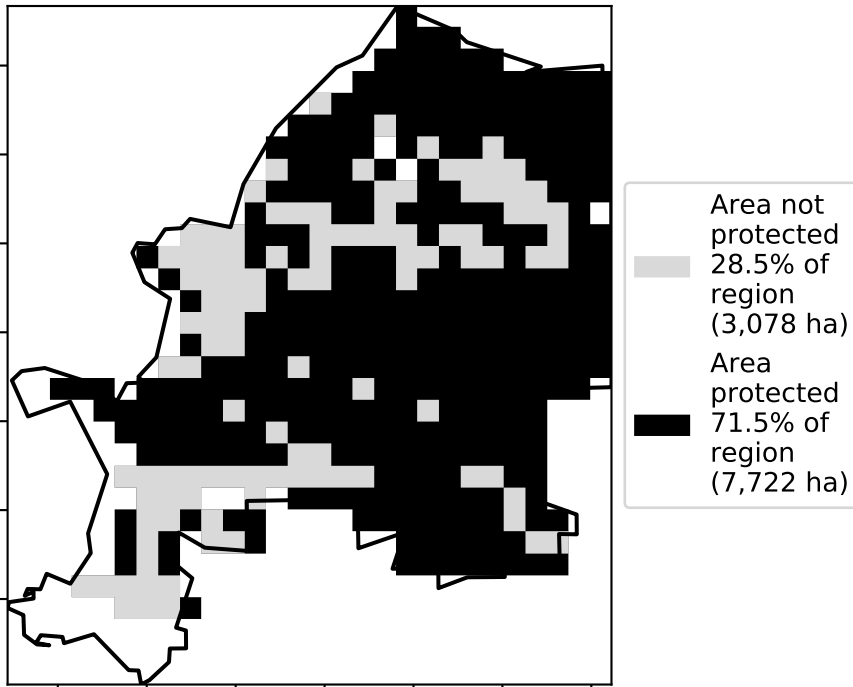 Area not
protected
28.5% of
region
(3,078 ha)
Area
protected
71.5% of
region
(7,722 ha)